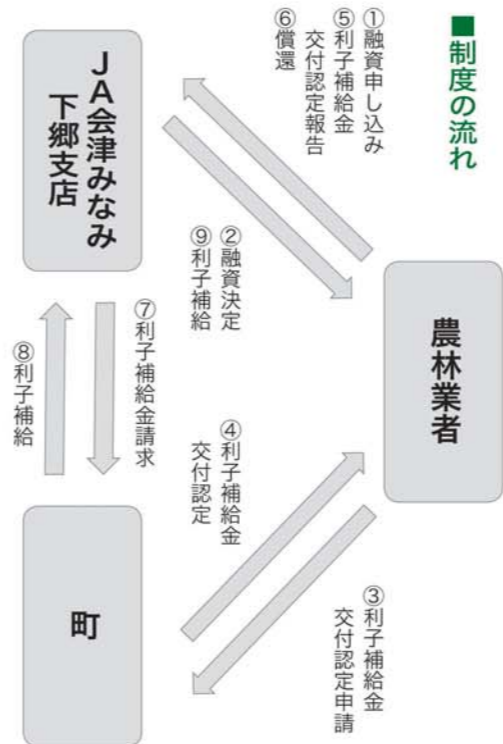 ■制度の流れ
農林業者
①融資申し込み
⑤利子補給金
交付認定報告
⑥償還
②融資決定
⑨利子補給
JA会津みなみ
下郷支店
⑦利子補給金請求
⑧利子補給
③利子補給金
交付認定申請
④利子補給金
交付認定
町